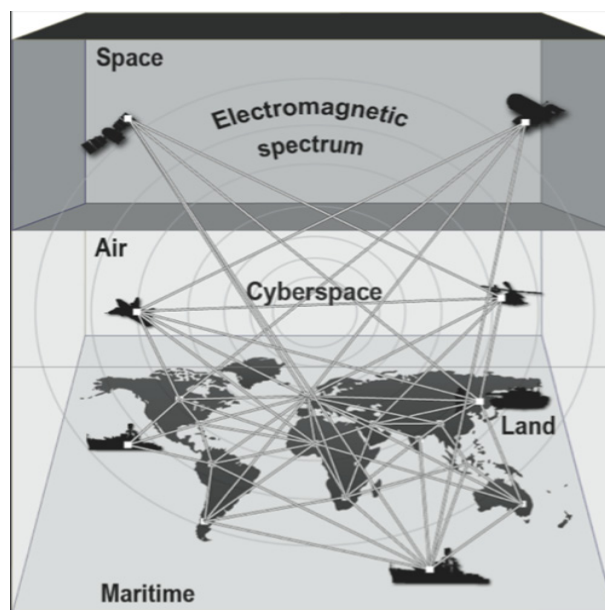 Space
Electromagnetic
spectrum
Air
Cyberspace
Land
Maritime